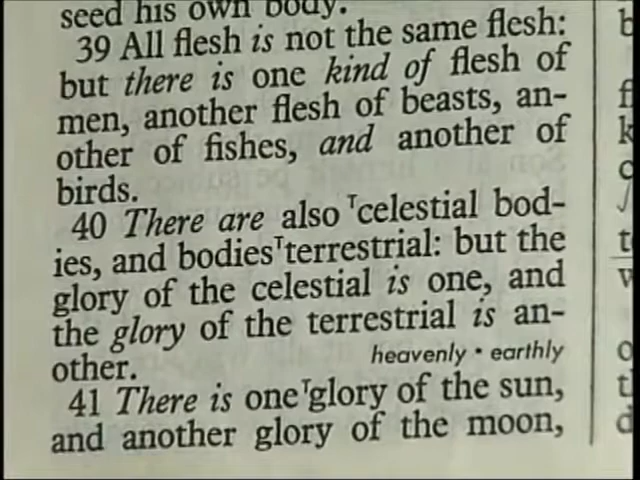 seed his own body.
39 All flesh is not the same flesh:
but there is one kind of flesh of
men, another flesh of beasts, an-
other of fishes, and another of
birds.
40 There are also ᵀcelestial bod-
ies, and bodies ᵀterrestrial: but the
glory of the celestial is one, and
the glory of the terrestrial is an-
other. heavenly • earthly
41 There is one ᵀglory of the sun,
and another glory of the moon,